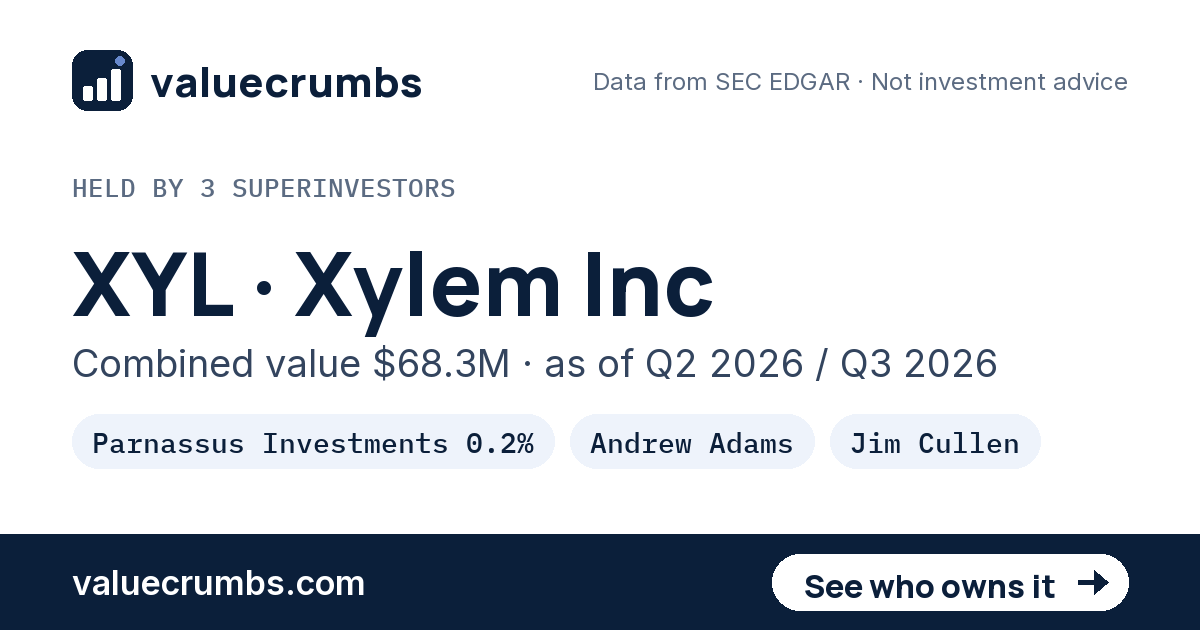 valuecrumbs
Data from SEC EDGAR · Not investment advice
HELD BY 3 SUPERINVESTORS
XYL · Xylem Inc
Combined value $68.3M · as of Q2 2026 / Q3 2026
Parnassus Investments 0.2% Andrew Adams Jim Cullen
valuecrumbs.com
See who owns it →